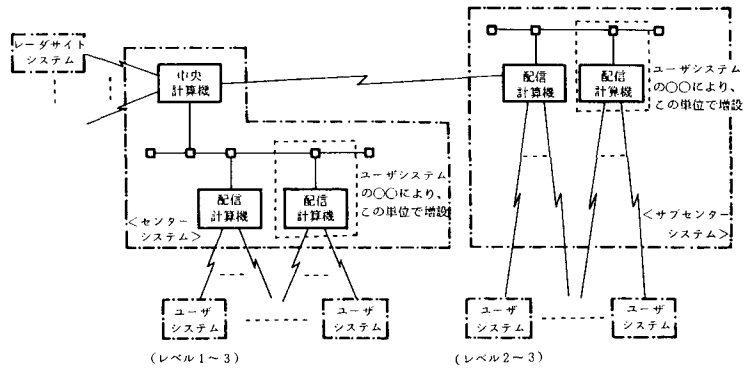 レーダサイト
システム
中央
計算機
配信
計算機
配信
計算機
ユーザシステム
の○○により、
この単位で増設
ユーザシステム
の○○により、
この単位で増設
配信
計算機
配信
計算機
<センター
システム>
<サブセンター
システム>
ユーザ
システム
ユーザ
システム
ユーザ
システム
ユーザ
システム
(レベル1~3)
(レベル2~3)